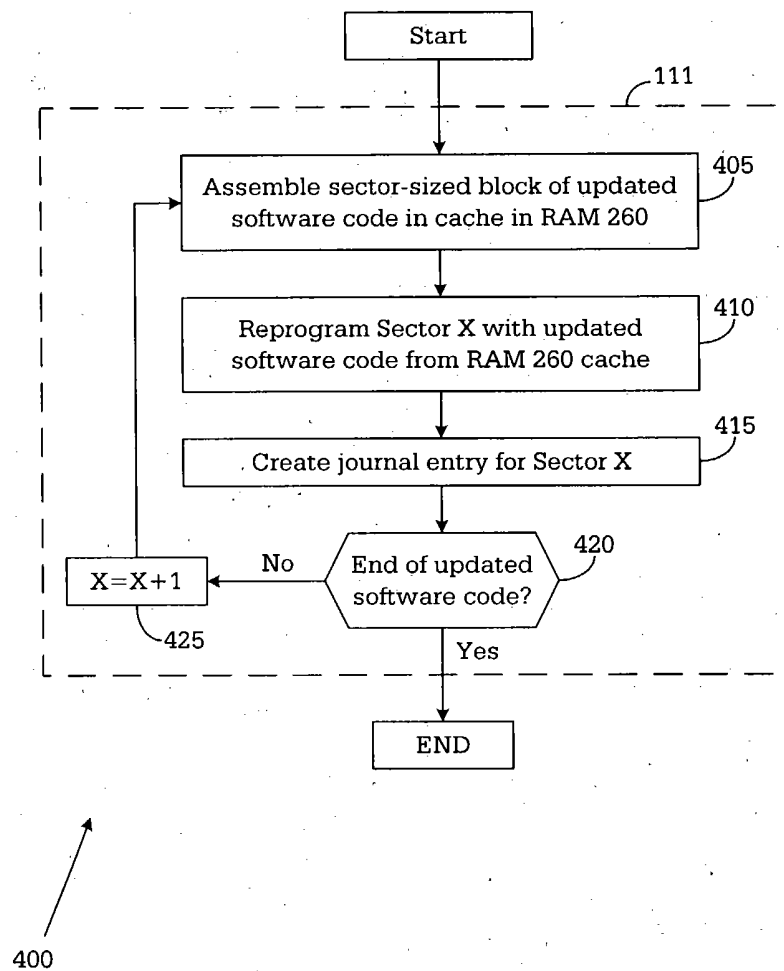 Start
111
Assemble sector-sized block of updated
software code in cache in RAM 260
405
Reprogram Sector X with updated
software code from RAM 260 cache
410
Create journal entry for Sector X
415
End of updated
software code?
420
No
X=X+1
425
Yes
END
400